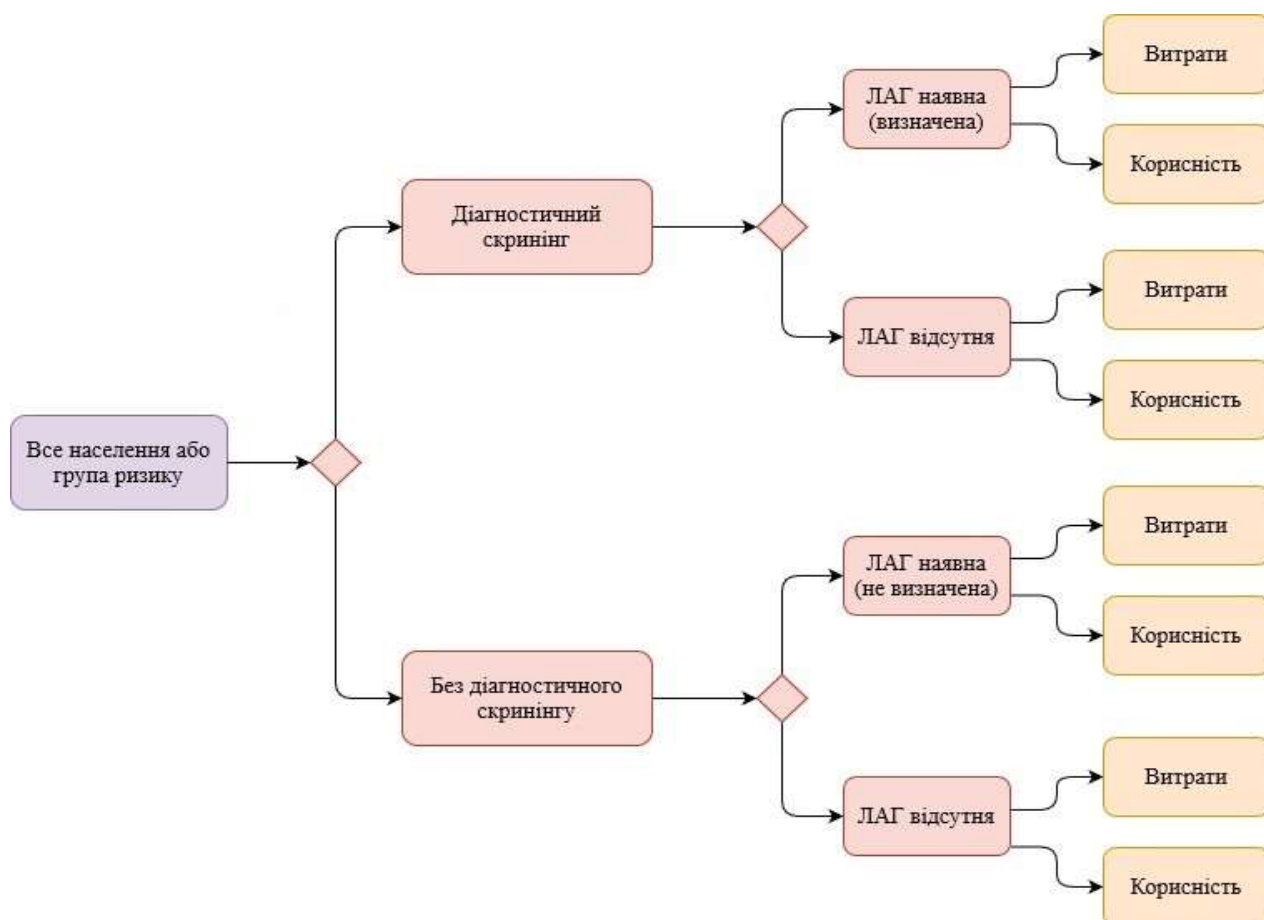 Витрати
ЛАГ наявна
(визначена)
Корисність
Діагностичний
скринінг
Витрати
ЛАГ відсутня
Корисність
Все населення або
група ризику
Витрати
ЛАГ наявна
(не визначена)
Корисність
Без діагностичного
скринінгу
Витрати
ЛАГ відсутня
Корисність